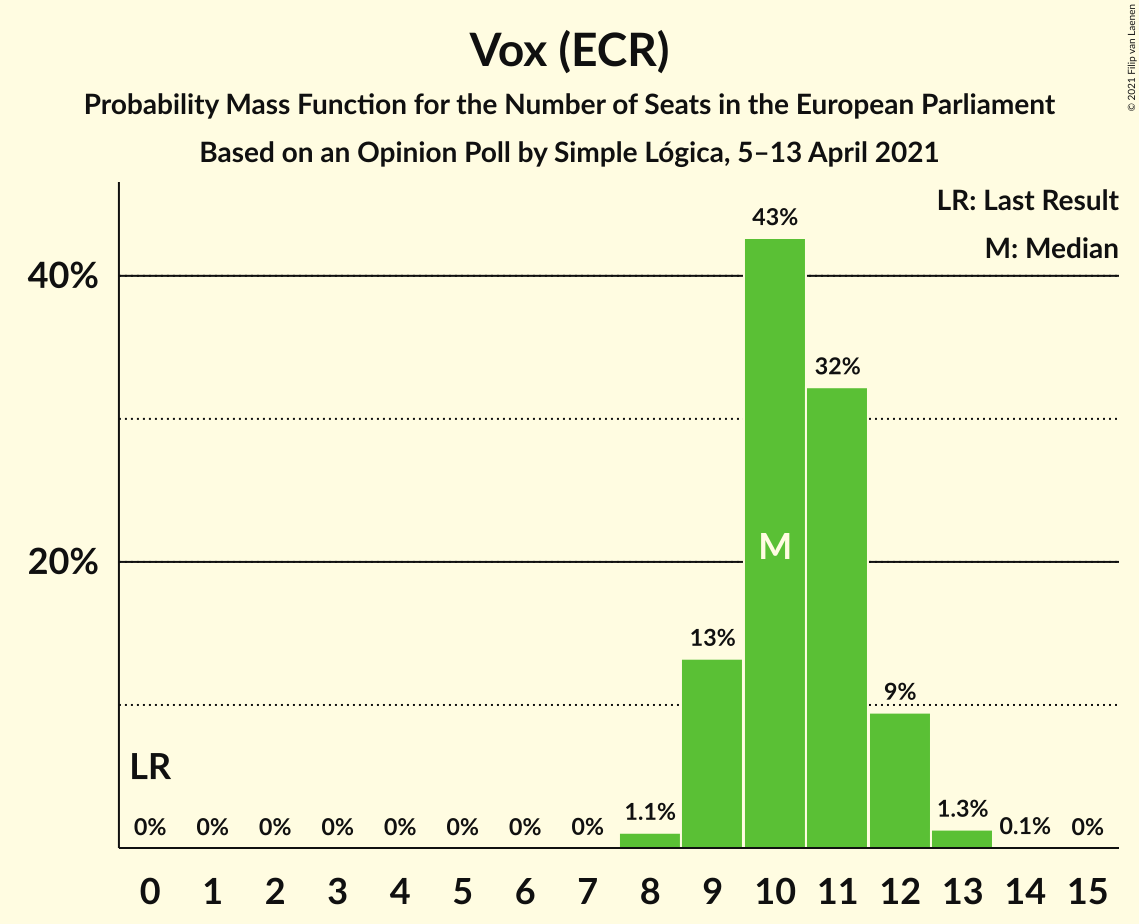 Vox (ECR)
Probability Mass Function for the Number of Seats in the European Parliament
Based on an Opinion Poll by Simple Lógica, 5–13 April 2021
© 2021 Filip van Laenen
LR: Last Result
M: Median
40%
20%
43%
32%
M
13%
9%
LR
0% 0% 0% 0% 0% 0% 0% 0% 1.1% 1.3% 0.1% 0%
0 1 2 3 4 5 6 7 8 9 10 11 12 13 14 15